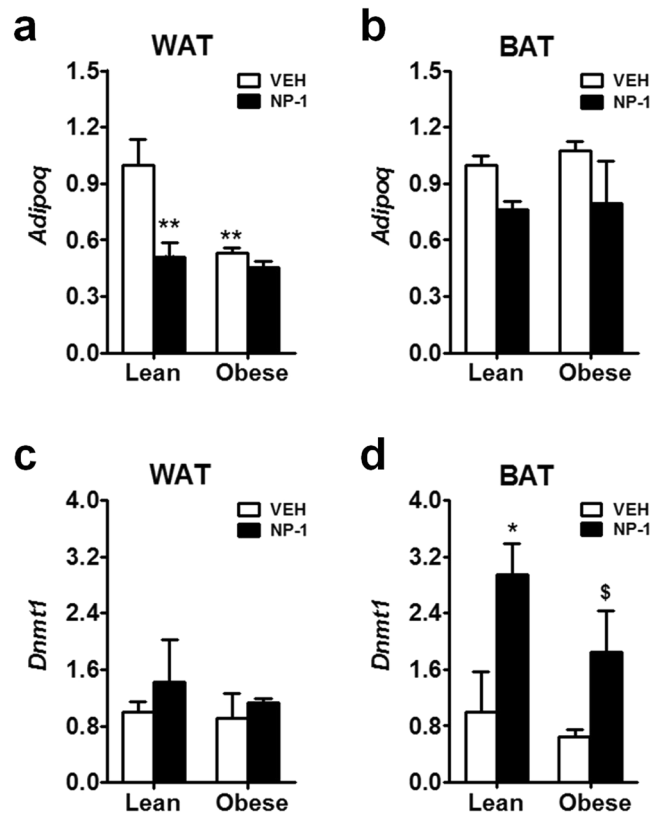 a
WAT
VEH
NP-1
Adipoq
1.5
1.2
0.9
0.6
0.3
0.0
**
**
Lean Obese
b
BAT
VEH
NP-1
Adipoq
1.5
1.2
0.9
0.6
0.3
0.0
Lean Obese
c
WAT
VEH
NP-1
Dnmt1
4.0
3.2
2.4
1.6
0.8
0.0
Lean Obese
d
BAT
VEH
NP-1
Dnmt1
4.0
3.2
2.4
1.6
0.8
0.0
*
$
Lean Obese